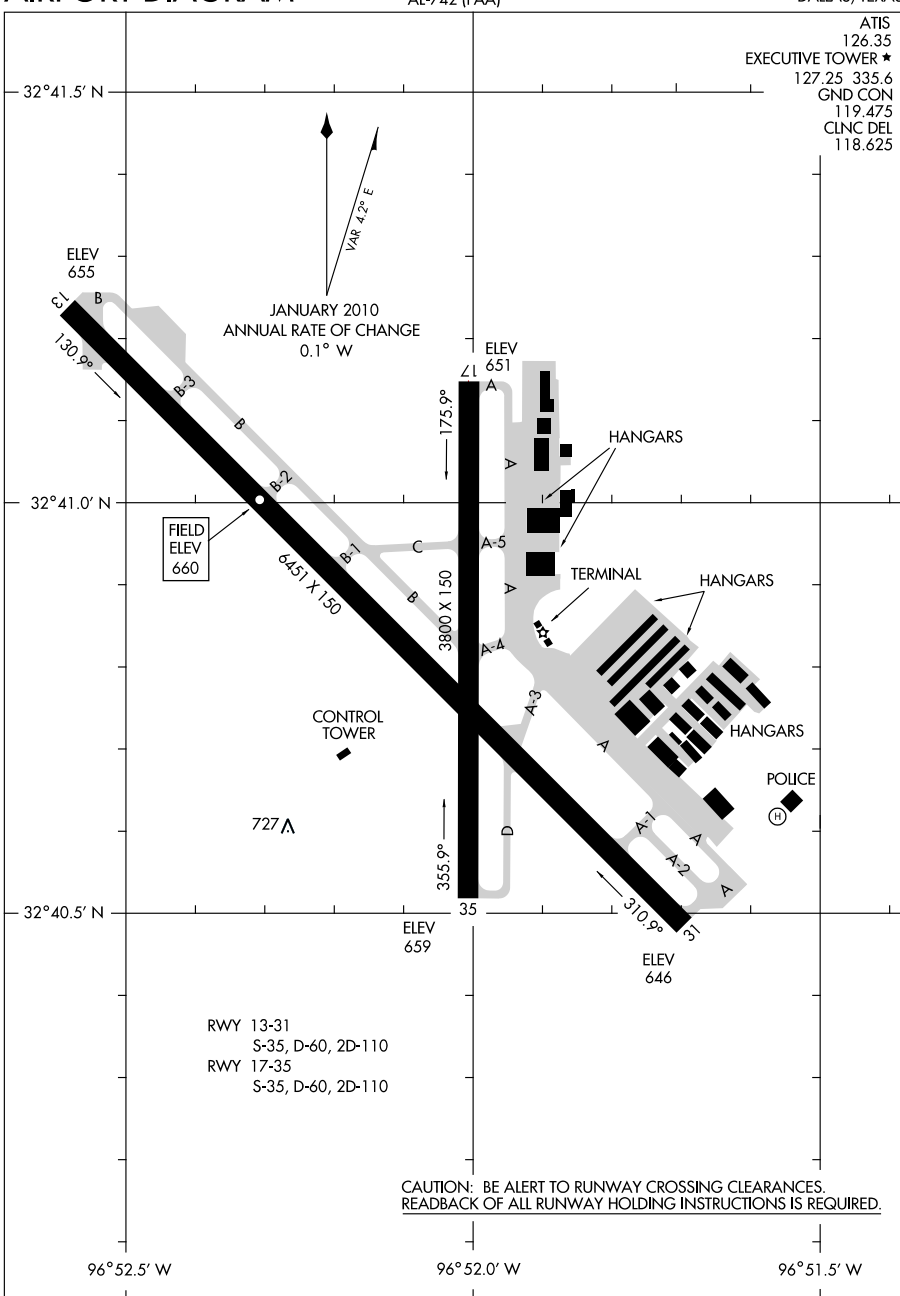 AIRPORT DIAGRAM
AL-742 (FAA)
DALLAS, TEXAS
ATIS
126.35
EXECUTIVE TOWER ★
127.25 335.6
GND CON
119.475
CLNC DEL
118.625
32°41.5' N
VAR 4.2° E
JANUARY 2010
ANNUAL RATE OF CHANGE
0.1° W
ELEV
655
13
B
130.9°
B-3
B
B-2
ELEV
651
17
A
175.9°
A
HANGARS
32°41.0' N
FIELD
ELEV
660
B-1
C
A-5
6451 X 150
B
3800 X 150
A
TERMINAL
HANGARS
A-4
A-3
A
HANGARS
CONTROL
TOWER
POLICE
H
727
D
A-1
A
A-2
A
355.9°
310.9°
32°40.5' N
35
31
ELEV
659
ELEV
646
RWY 13-31
S-35, D-60, 2D-110
RWY 17-35
S-35, D-60, 2D-110
CAUTION: BE ALERT TO RUNWAY CROSSING CLEARANCES.
READBACK OF ALL RUNWAY HOLDING INSTRUCTIONS IS REQUIRED.
96°52.5' W
96°52.0' W
96°51.5' W